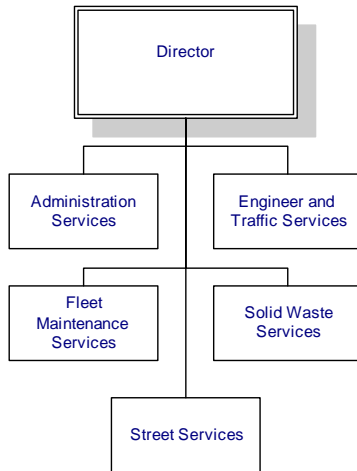 Director
Administration
Services
Engineer and
Traffic Services
Fleet
Maintenance
Services
Solid Waste
Services
Street Services